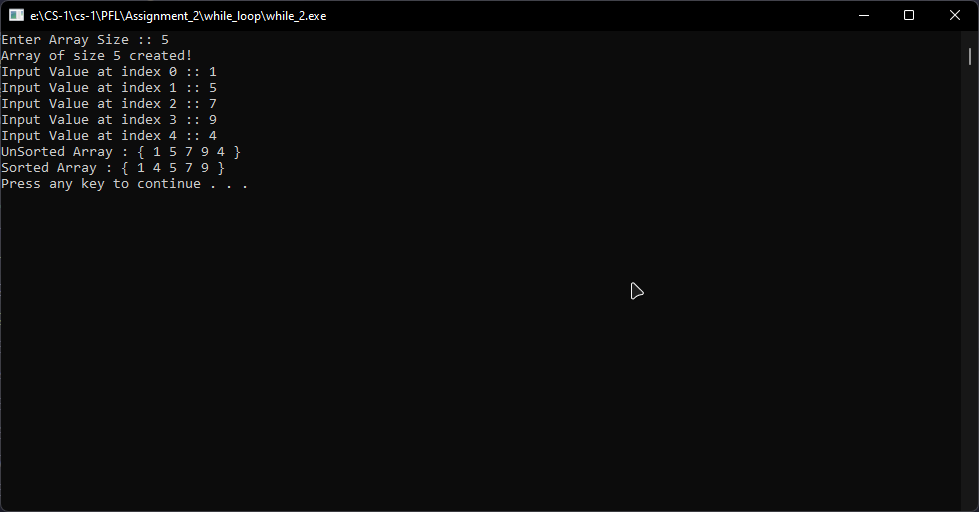 e:\CS-1\cs-1\PFL\Assignment_2\while_loop\while_2.exe
Enter Array Size :: 5
Array of size 5 created!
Input Value at index 0 :: 1
Input Value at index 1 :: 5
Input Value at index 2 :: 7
Input Value at index 3 :: 9
Input Value at index 4 :: 4
UnSorted Array : { 1 5 7 9 4 }
Sorted Array : { 1 4 5 7 9 }
Press any key to continue . . .